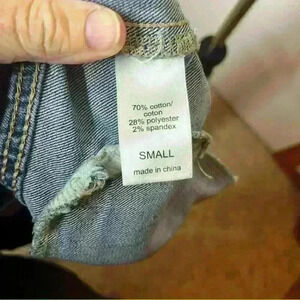 70% cotton/
coton
28% polyester
2% spandex
SMALL
made in china